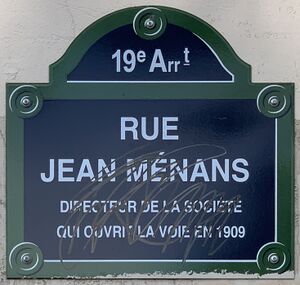 19e Arrt
RUE
JEAN MÉNANS
DIRECTEUR DE LA SOCIÉTÉ
QUI OUVRIT LA VOIE EN 1909